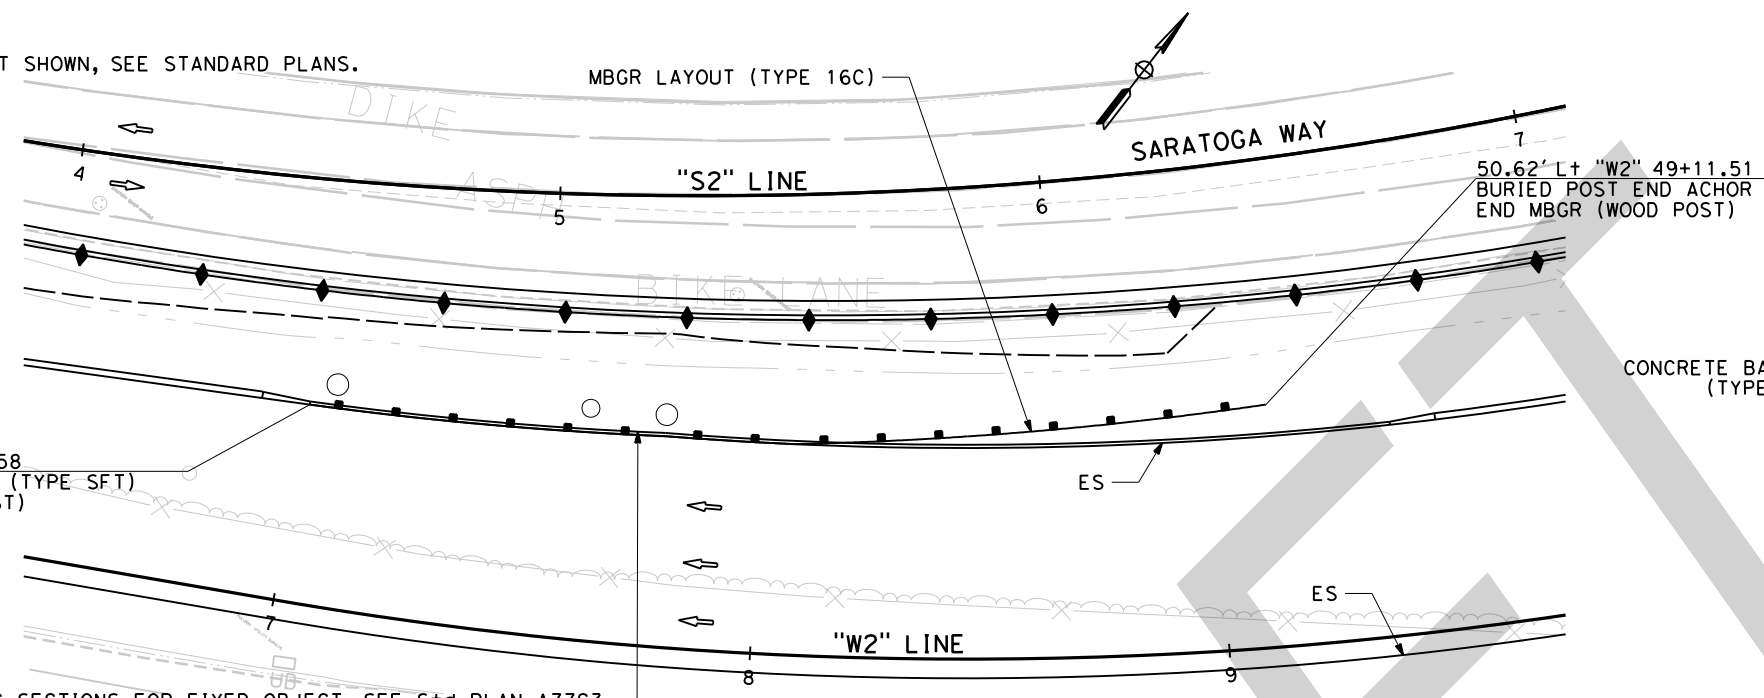 T SHOWN, SEE STANDARD PLANS.
MBGR LAYOUT (TYPE 16C)
DIKE
SARATOGA WAY
7
4
"S2" LINE
5
6
50.62' Lt "W2" 49+11.51
BURIED POST END ACHOR
END MBGR (WOOD POST)
BIKE LANE
CONCRETE BA
(TYPE
58
(TYPE SFT)
ST)
ES
ES
7
"W2" LINE
8
9
UB
SECTIONS FOR FIXED OBJECT, SEE Std PLAN A77G3